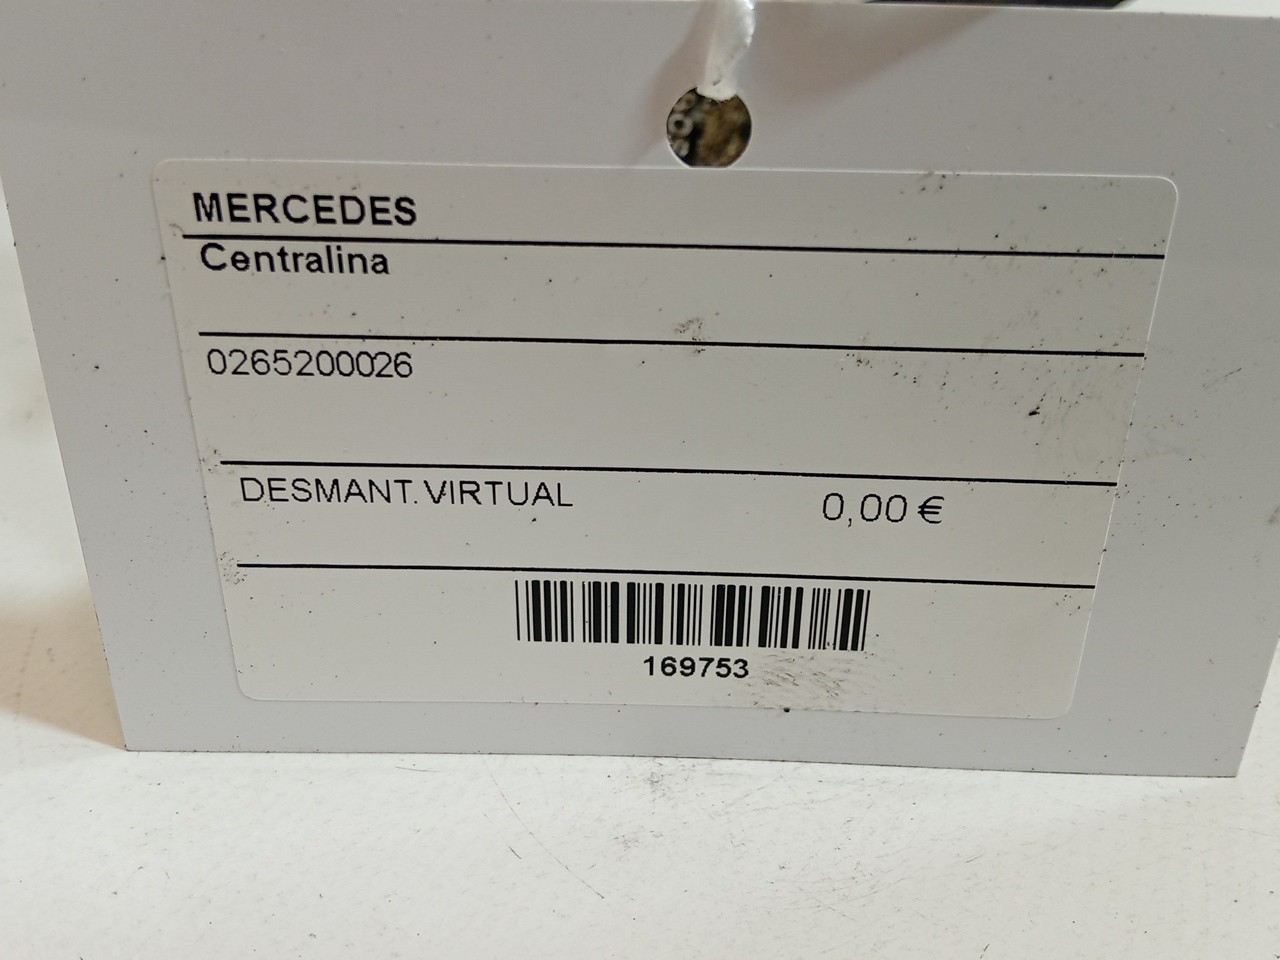 MERCEDES
Centralina
0265200026
DESMANT.VIRTUAL 0,00 €
169753